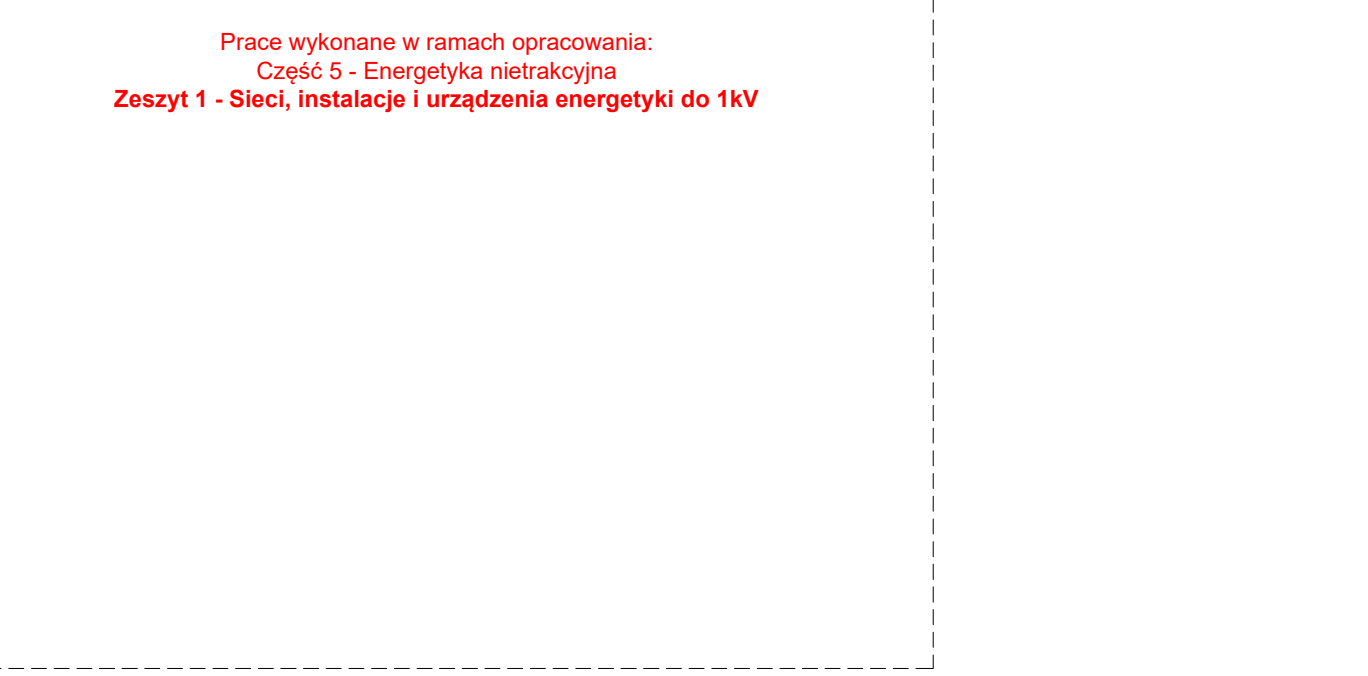 Prace wykonane w ramach opracowania:
Część 5 - Energetyka nietrakcyjna
Zeszyt 1 - Sieci, instalacje i urządzenia energetyki do 1kV